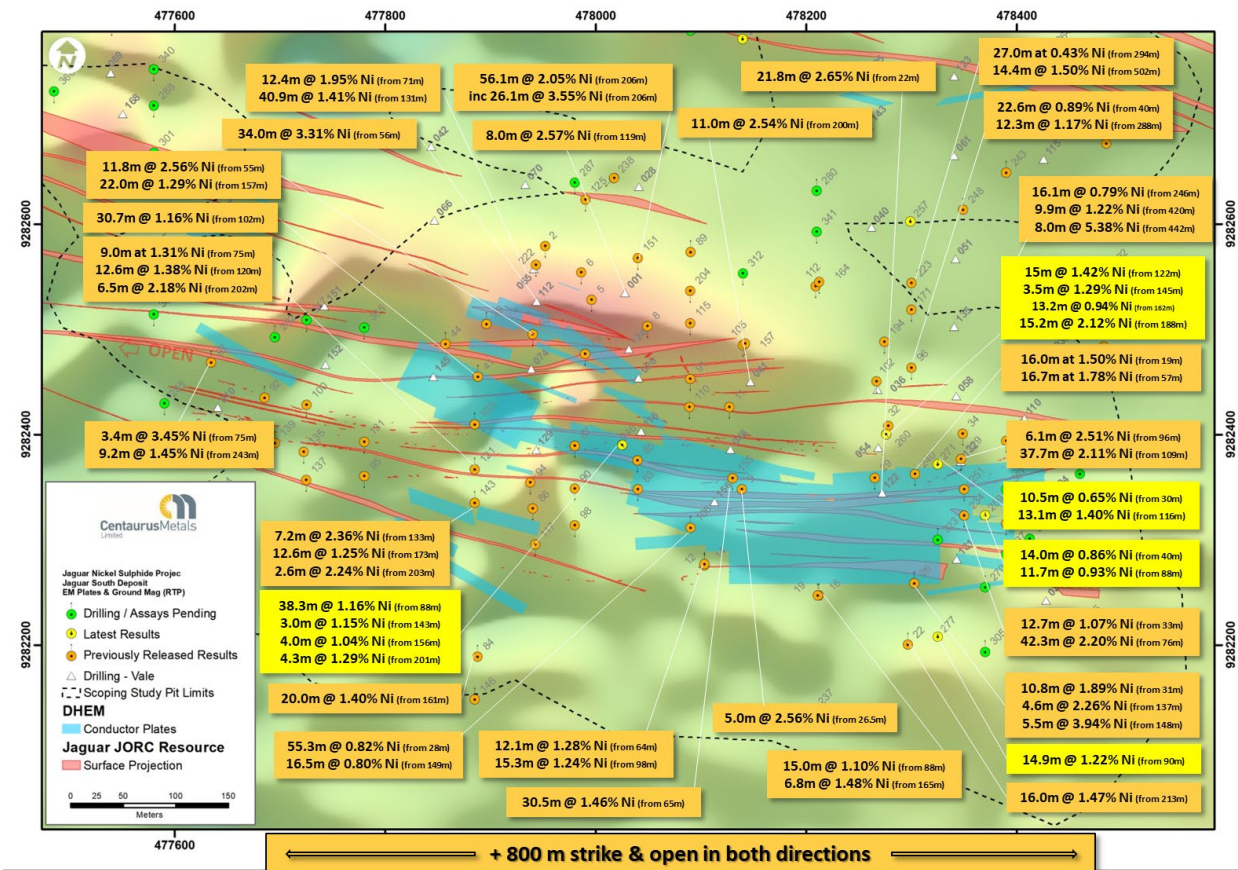 477600 477800 478000 478200 478400
9282600
9282400
9282200
N
12.4m @ 1.95% Ni (from 71m)
40.9m @ 1.41% Ni (from 131m)
56.1m @ 2.05% Ni (from 206m)
inc 26.1m @ 3.55% Ni (from 206m)
21.8m @ 2.65% Ni (from 22m)
27.0m at 0.43% Ni (from 294m)
14.4m @ 1.50% Ni (from 502m)
34.0m @ 3.31% Ni (from 56m)
8.0m @ 2.57% Ni (from 119m)
11.0m @ 2.54% Ni (from 200m)
22.6m @ 0.89% Ni (from 40m)
12.3m @ 1.17% Ni (from 288m)
11.8m @ 2.56% Ni (from 55m)
22.0m @ 1.29% Ni (from 157m)
16.1m @ 0.79% Ni (from 246m)
9.9m @ 1.22% Ni (from 420m)
8.0m @ 5.38% Ni (from 442m)
30.7m @ 1.16% Ni (from 102m)
9.0m at 1.31% Ni (from 75m)
12.6m @ 1.38% Ni (from 120m)
6.5m @ 2.18% Ni (from 202m)
15m @ 1.42% Ni (from 122m)
3.5m @ 1.29% Ni (from 145m)
13.2m @ 0.94% Ni (from 162m)
15.2m @ 2.12% Ni (from 188m)
OPEN
16.0m at 1.50% Ni (from 19m)
16.7m at 1.78% Ni (from 57m)
3.4m @ 3.45% Ni (from 75m)
9.2m @ 1.45% Ni (from 243m)
6.1m @ 2.51% Ni (from 96m)
37.7m @ 2.11% Ni (from 109m)
10.5m @ 0.65% Ni (from 30m)
13.1m @ 1.40% Ni (from 116m)
14.0m @ 0.86% Ni (from 40m)
11.7m @ 0.93% Ni (from 88m)
7.2m @ 2.36% Ni (from 133m)
12.6m @ 1.25% Ni (from 173m)
2.6m @ 2.24% Ni (from 203m)
38.3m @ 1.16% Ni (from 88m)
3.0m @ 1.15% Ni (from 143m)
4.0m @ 1.04% Ni (from 156m)
4.3m @ 1.29% Ni (from 201m)
12.7m @ 1.07% Ni (from 33m)
42.3m @ 2.20% Ni (from 76m)
20.0m @ 1.40% Ni (from 161m)
10.8m @ 1.89% Ni (from 31m)
4.6m @ 2.26% Ni (from 137m)
5.5m @ 3.94% Ni (from 148m)
5.0m @ 2.56% Ni (from 26.5m)
55.3m @ 0.82% Ni (from 28m)
16.5m @ 0.80% Ni (from 149m)
12.1m @ 1.28% Ni (from 64m)
15.3m @ 1.24% Ni (from 98m)
15.0m @ 1.10% Ni (from 88m)
6.8m @ 1.48% Ni (from 165m)
14.9m @ 1.22% Ni (from 90m)
30.5m @ 1.46% Ni (from 65m)
16.0m @ 1.47% Ni (from 213m)
CentaurusMetals
Limited
Jaguar Nickel Sulphide Projec
Jaguar South Deposit
EM Plates & Ground Mag (RTP)
Drilling / Assays Pending
Latest Results
Previously Released Results
Drilling - Vale
Scoping Study Pit Limits
DHEM
Conductor Plates
Jaguar JORC Resource
Surface Projection
0 25 50 100 150
Meters
9282600
9282400
9282200
477600 477800 478000 478200 478400
+ 800 m strike & open in both directions